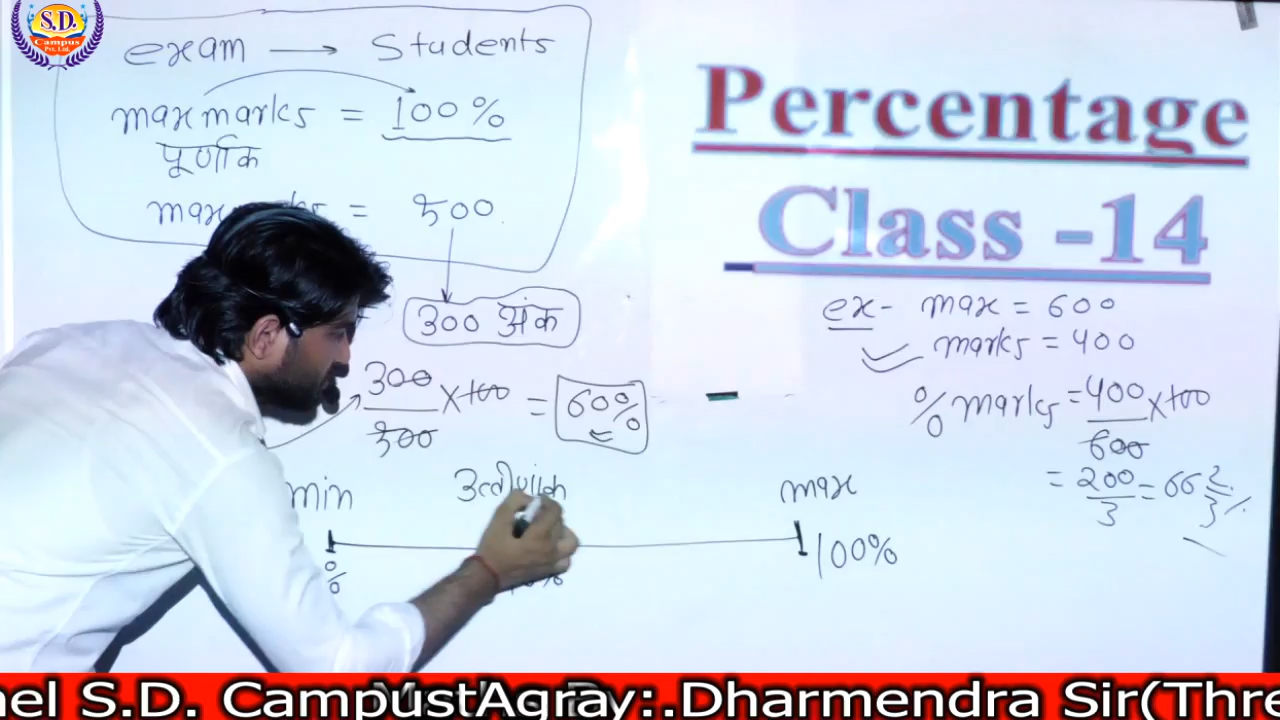 S.D.
Campus
Pvt. Ltd.
exam → Students
max marks = 100%
पूर्णांक
max = 500
300 अंक
300/500 × 100 = 60%
min
max
%
100%
Percentage
Class -14
ex- max = 600
marks = 400
% marks = 400/600 × 100
= 200/3 = 66 2/3 %
nel S.D. CampustAgray:.Dharmendra Sir(Thre